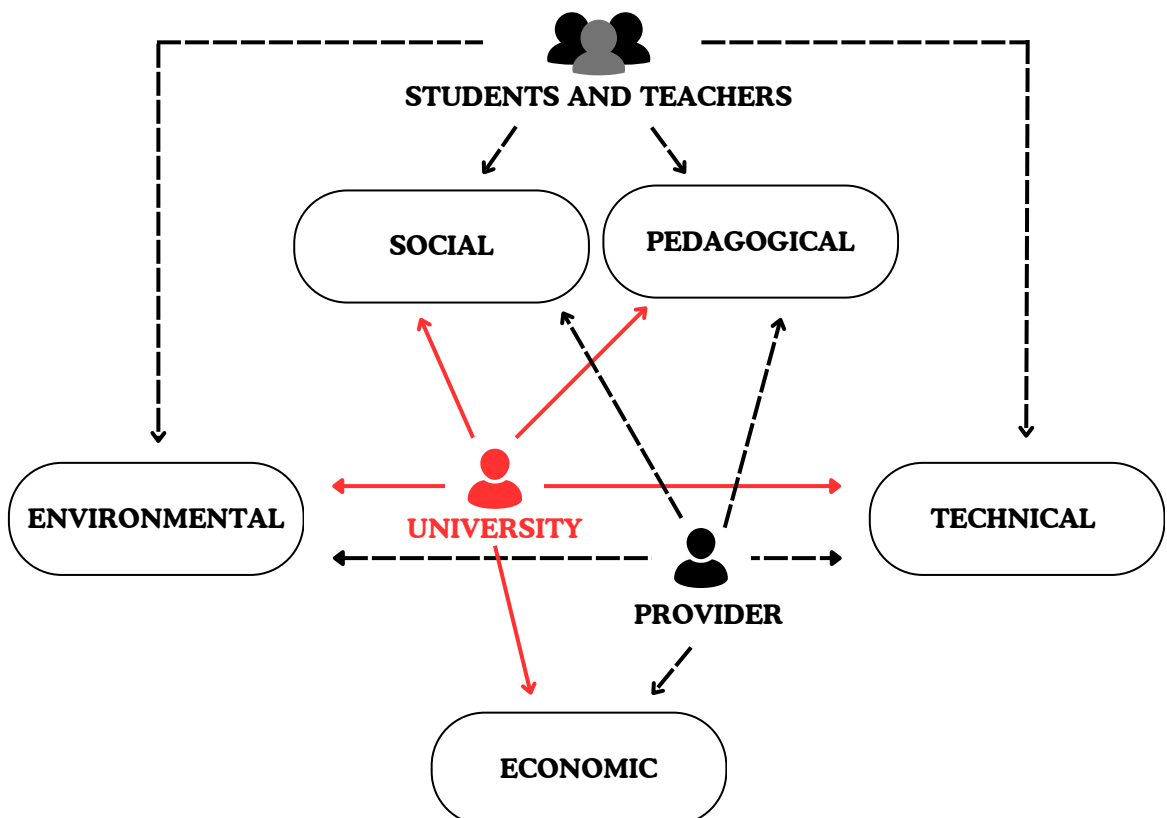 STUDENTS AND TEACHERS
SOCIAL
PEDAGOGICAL
ENVIRONMENTAL
UNIVERSITY
TECHNICAL
PROVIDER
ECONOMIC